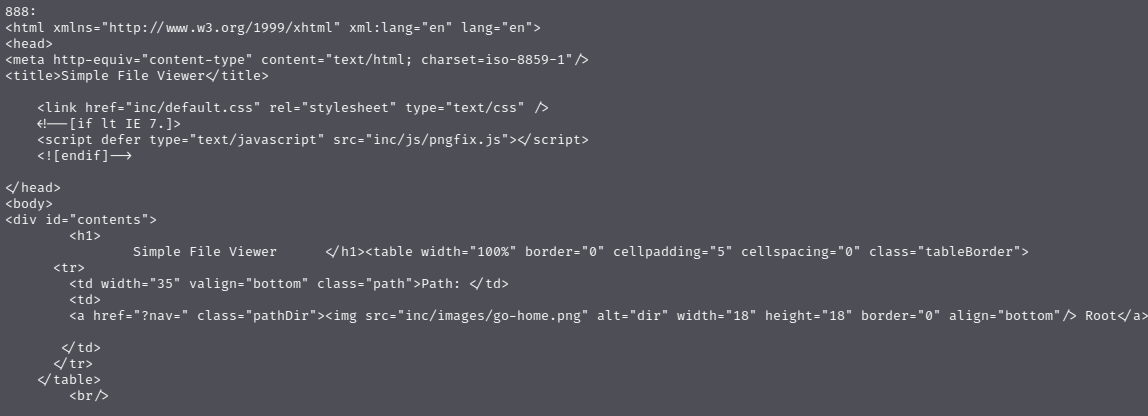 888:
<html xmlns="http://www.w3.org/1999/xhtml" xml:lang="en" lang="en">
<head>
<meta http-equiv="content-type" content="text/html; charset=iso-8859-1"/>
<title>Simple File Viewer</title>
<link href="inc/default.css" rel="stylesheet" type="text/css" />
<!--[if lt IE 7.]>
<script defer type="text/javascript" src="inc/js/pngfix.js"></script>
<![endif]-->
</head>
<body>
<div id="contents">
<h1>
Simple File Viewer </h1><table width="100%" border="0" cellpadding="5" cellspacing="0" class="tableBorder">
<tr>
<td width="35" valign="bottom" class="path">Path: </td>
<td>
<a href="?nav=" class="pathDir"><img src="inc/images/go-home.png" alt="dir" width="18" height="18" border="0" align="bottom"/> Root</a>
</td>
</tr>
</table>
<br/>